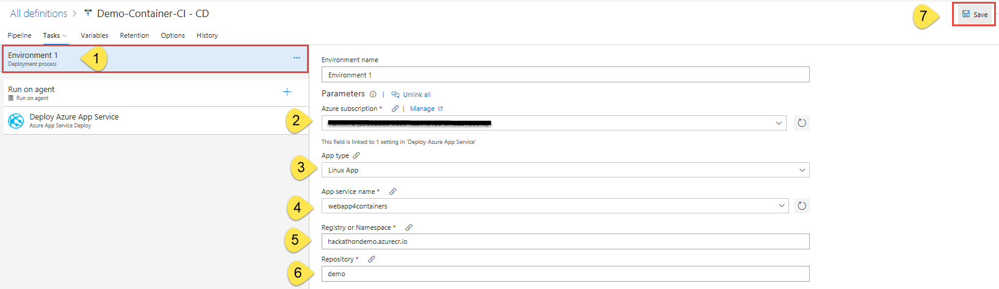 All definitions > Demo-Container-CI - CD
7
Save
Pipeline Tasks Variables Retention Options History
Environment 1
Deployment process
1
...
Environment name
Environment 1
Run on agent
Run on agent
Parameters | Unlink all
Deploy Azure App Service
Azure App Service Deploy
Azure subscription * | Manage
2
This field is linked to 1 setting in 'Deploy Azure App Service'
App type
3
Linux App
App service name *
4
webapp4containers
Registry or Namespace *
5
hackathondemo.azurecr.io
Repository *
6
demo